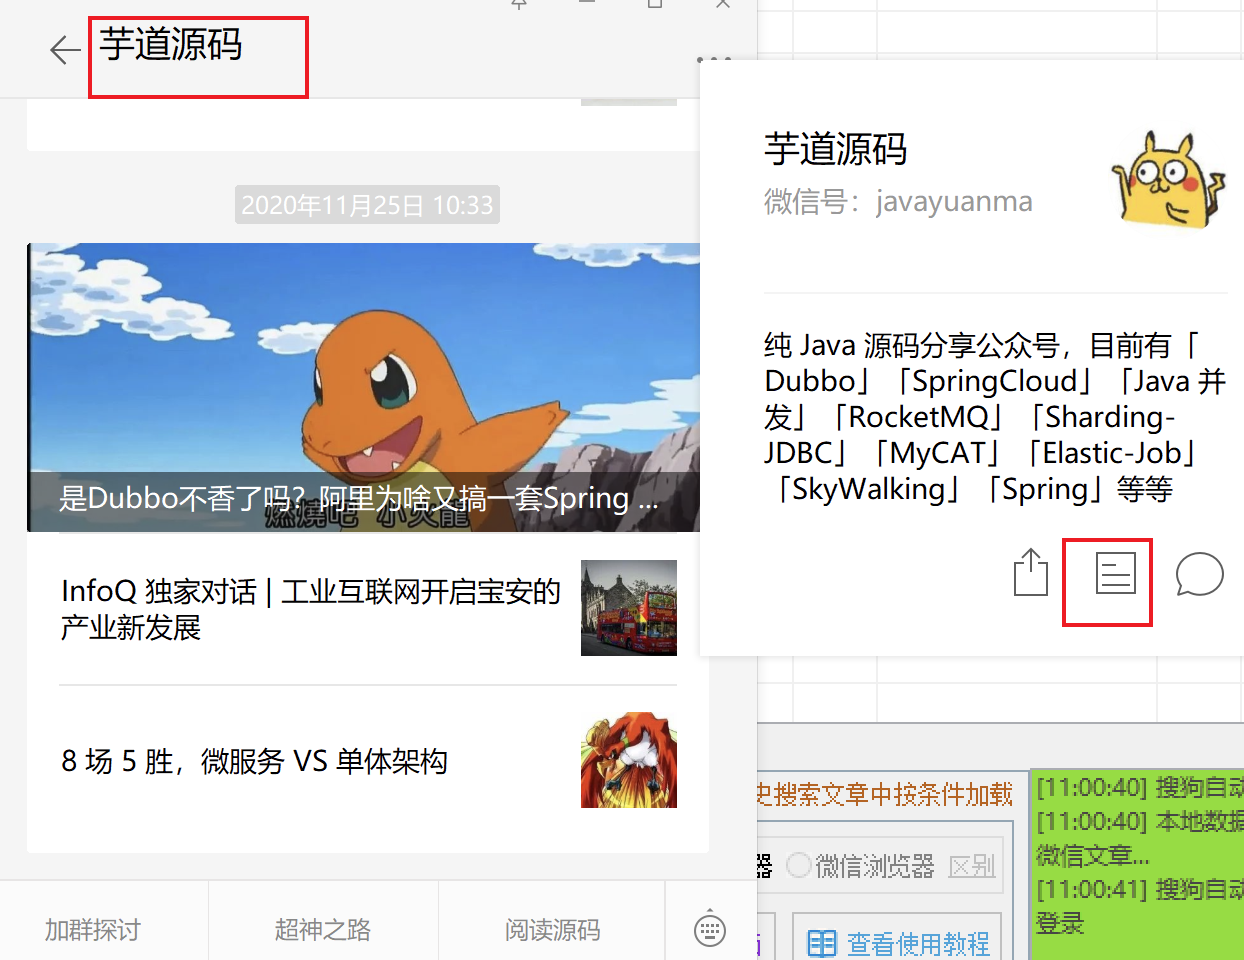 芋道源码
2020年11月25日 10:33
是Dubbo不香了吗？阿里为啥又搞一套Spring ...
燃燒吧 小火龍
InfoQ 独家对话 | 工业互联网开启宝安的
产业新发展
8 场 5 胜，微服务 VS 单体架构
加群探讨
超神之路
阅读源码
芋道源码
微信号：javayuanma
纯 Java 源码分享公众号，目前有「
Dubbo」「SpringCloud」「Java 并
发」「RocketMQ」「Sharding-
JDBC」「MyCAT」「Elastic-Job」
「SkyWalking」「Spring」等等
史搜索文章中按条件加载
器 微信浏览器 区别
查看使用教程
[11:00:40] 搜狗自动
[11:00:40] 本地数据
微信文章...
[11:00:41] 搜狗自动
登录